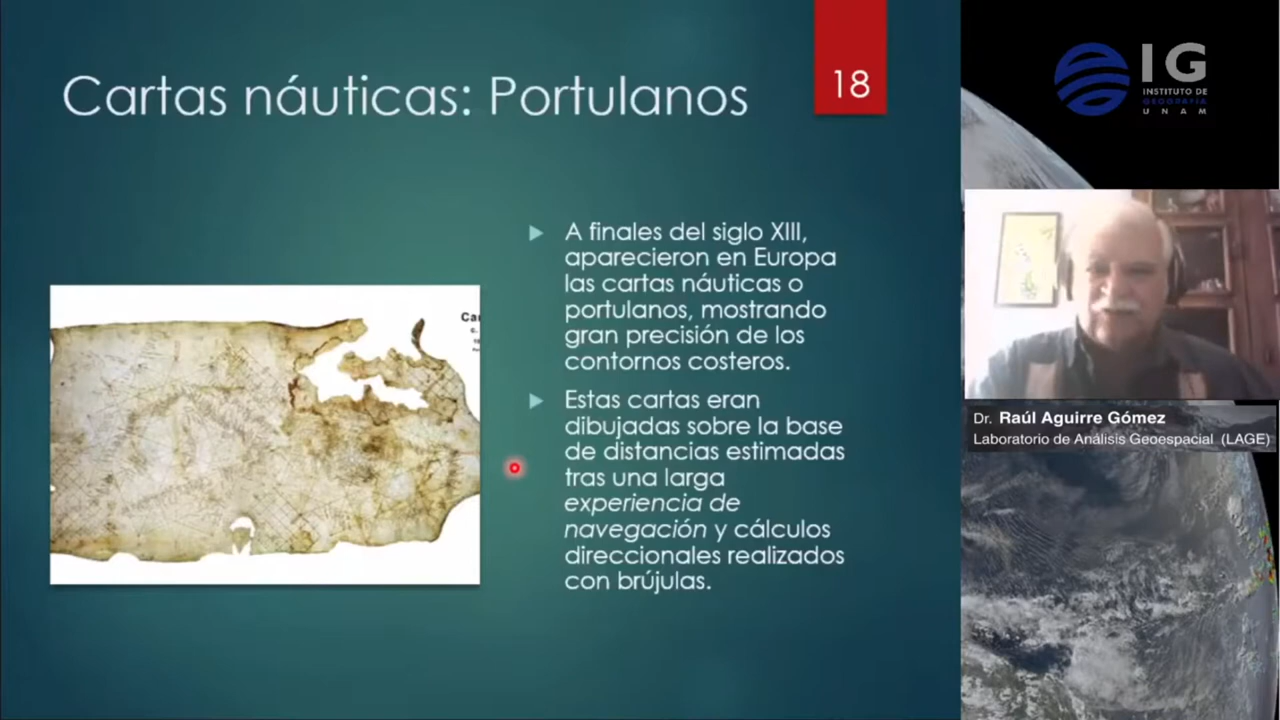 Cartas náuticas: Portulanos
18
A finales del siglo XIII,
aparecieron en Europa
las cartas náuticas o
portulanos, mostrando
gran precisión de los
contornos costeros.
Estas cartas eran
dibujadas sobre la base
de distancias estimadas
tras una larga
experiencia de
navegación y cálculos
direccionales realizados
con brújulas.
IG
INSTITUTO DE
GEOGRAFÍA
UNAM
Dr. Raúl Aguirre Gómez
Laboratorio de Análisis Geoespacial (LAGE)